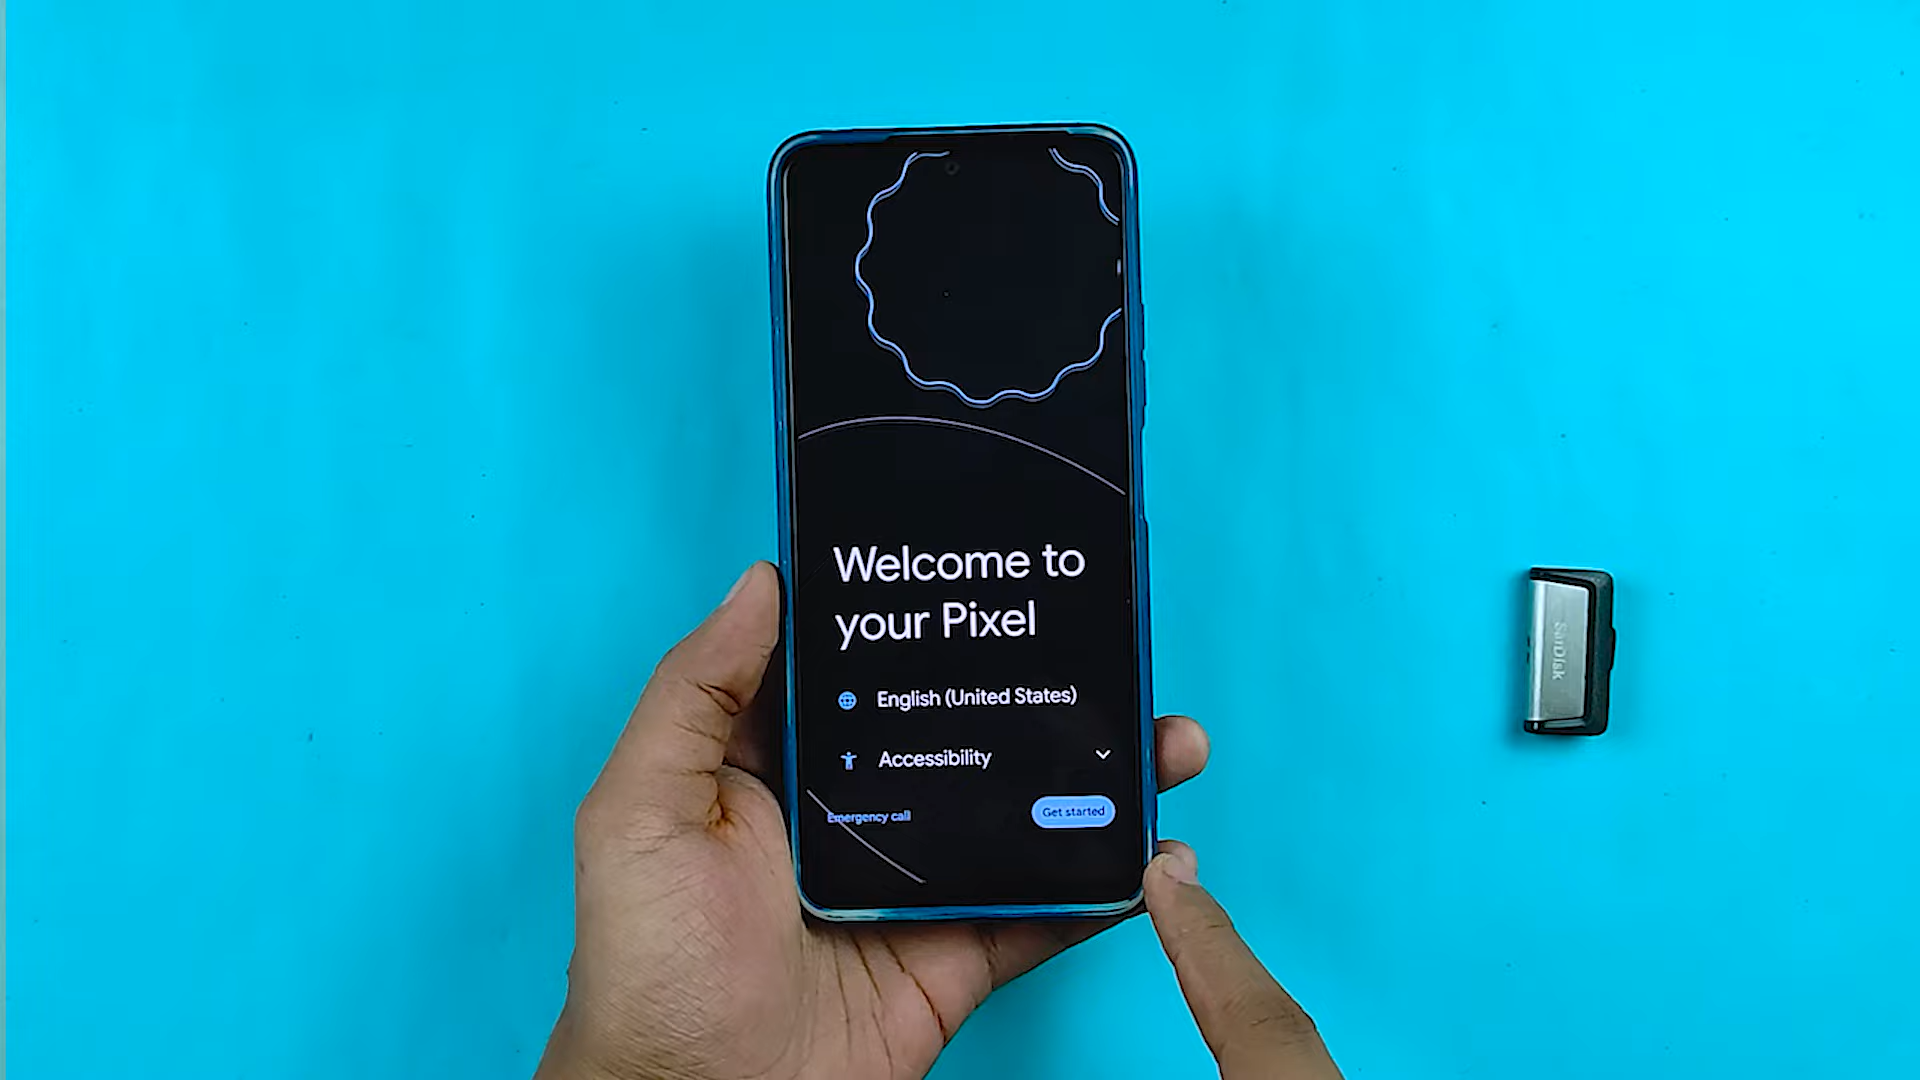 Welcome to
your Pixel
English (United States)
Accessibility
Emergency call
Get started
SanDisk